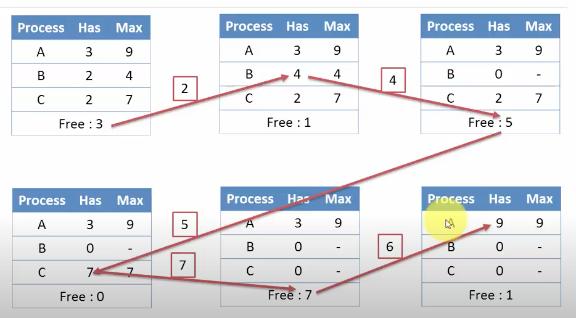 Process Has Max
A 3 9
B 2 4
C 2 7
Free : 3
2
Process Has Max
A 3 9
B 4 4
C 2 7
Free : 1
4
Process Has Max
A 3 9
B 0 -
C 2 7
Free : 5
Process Has Max
A 3 9
B 0 -
C 7 7
Free : 0
5
7
Process Has Max
A 3 9
B 0 -
C 0 -
Free : 7
6
Process Has Max
A 9 9
B 0 -
C 0 -
Free : 1